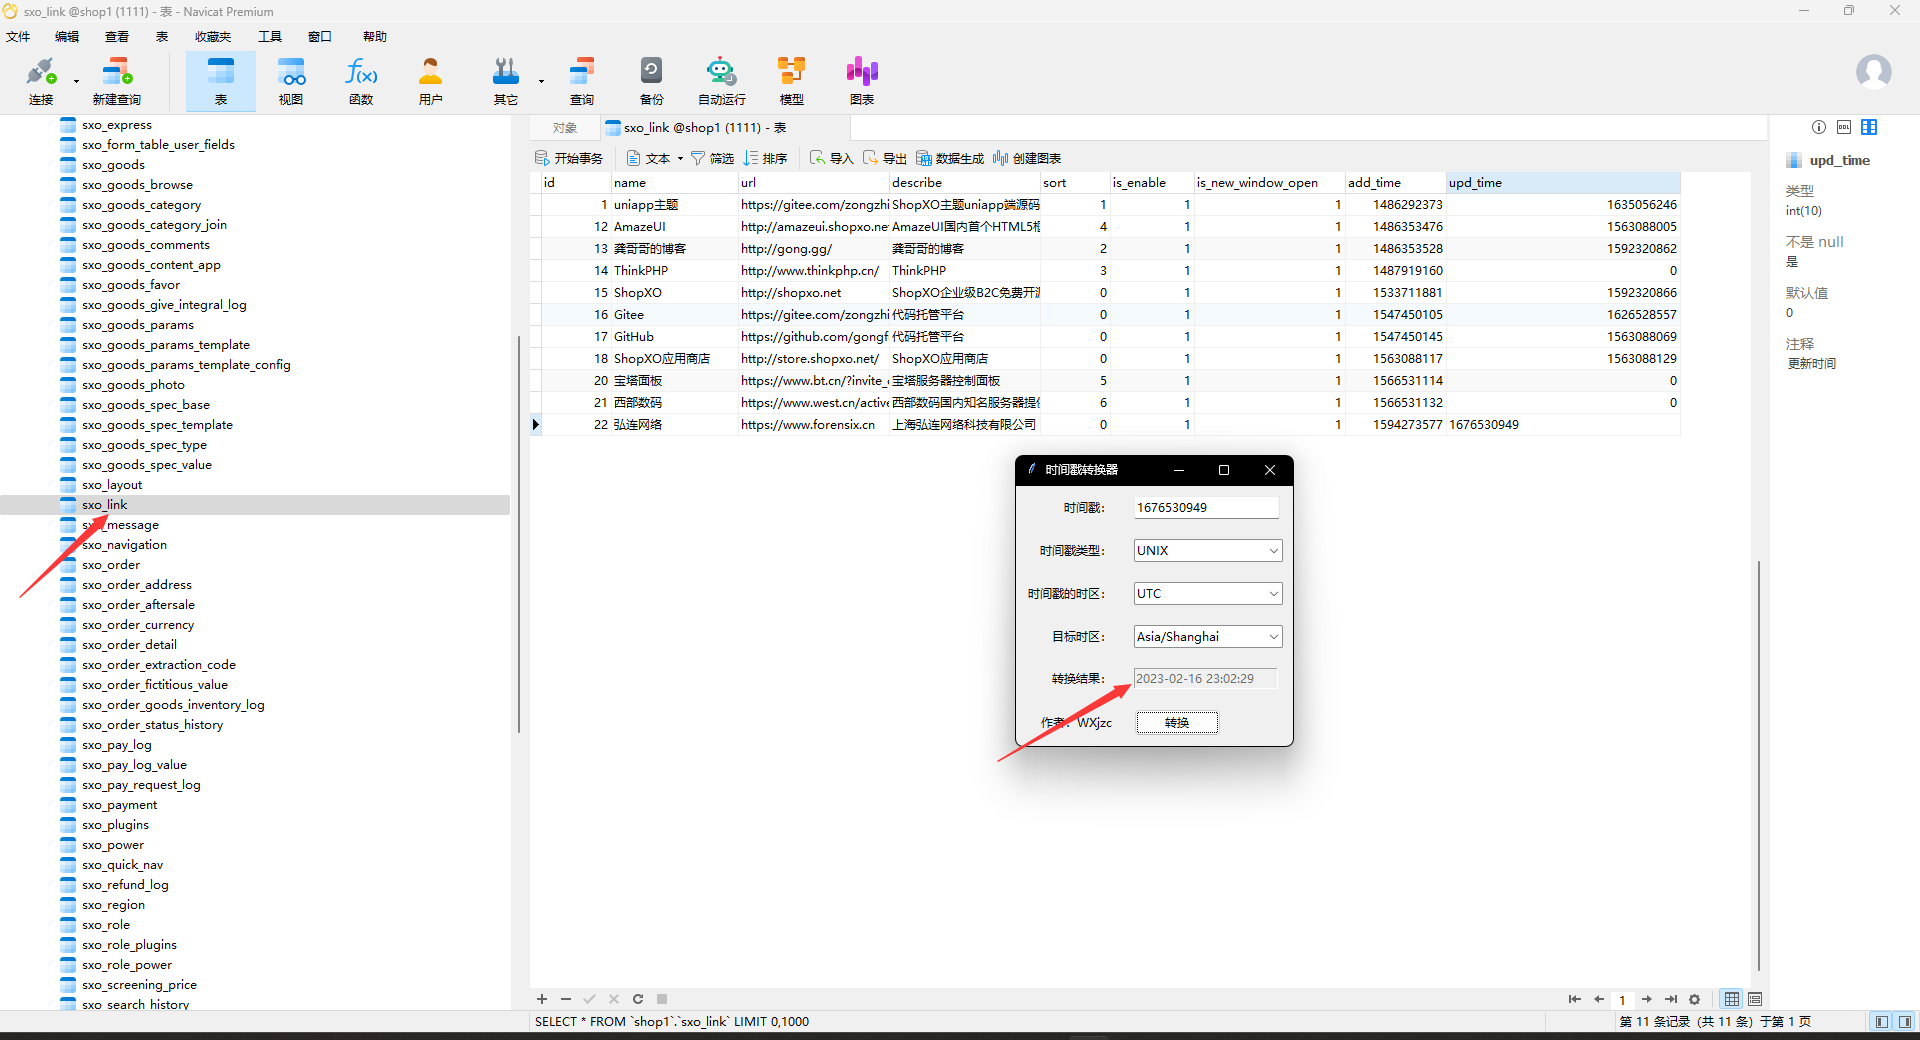 sxo_link @shop1 (1111) - 表 - Navicat Premium
文件 编辑 查看 表 收藏夹 工具 窗口 帮助
连接 新建查询 表 视图 函数 用户 其它 查询 备份 自动运行 模型 图表
sxo_express
sxo_form_table_user_fields
sxo_goods
sxo_goods_browse
sxo_goods_category
sxo_goods_category_join
sxo_goods_comments
sxo_goods_content_app
sxo_goods_favor
sxo_goods_give_integral_log
sxo_goods_params
sxo_goods_params_template
sxo_goods_params_template_config
sxo_goods_photo
sxo_goods_spec_base
sxo_goods_spec_template
sxo_goods_spec_type
sxo_goods_spec_value
sxo_layout
sxo_link
sxo_message
sxo_navigation
sxo_order
sxo_order_address
sxo_order_aftersale
sxo_order_currency
sxo_order_detail
sxo_order_extraction_code
sxo_order_fictitious_value
sxo_order_goods_inventory_log
sxo_order_status_history
sxo_pay_log
sxo_pay_log_value
sxo_pay_request_log
sxo_payment
sxo_plugins
sxo_power
sxo_quick_nav
sxo_refund_log
sxo_region
sxo_role
sxo_role_plugins
sxo_role_power
sxo_screening_price
sxo_search_history
对象 sxo_link @shop1 (1111) - 表
开始事务 文本 筛选 排序 导入 导出 数据生成 创建图表
id name url describe sort is_enable is_new_window_open add_time upd_time
1 uniapp主题 https://gitee.com/zongzhi ShopXO主题uniapp端源码 1 1 1 1486292373 1635056246
12 AmazeUI http://amazeui.shopxo.ne AmazeUI国内首个HTML5框 4 1 1 1486353476 1563088005
13 龚哥哥的博客 http://gong.gg/ 龚哥哥的博客 2 1 1 1486353528 1592320862
14 ThinkPHP http://www.thinkphp.cn/ ThinkPHP 3 1 1 1487919160 0
15 ShopXO http://shopxo.net ShopXO企业级B2C免费开源 0 1 1 1533711881 1592320866
16 Gitee https://gitee.com/zongzhi 代码托管平台 0 1 1 1547450105 1626528557
17 GitHub https://github.com/gongf 代码托管平台 0 1 1 1547450145 1563088069
18 ShopXO应用商店 http://store.shopxo.net/ ShopXO应用商店 0 1 1 1563088117 1563088129
20 宝塔面板 https://www.bt.cn/?invite_c 宝塔服务器控制面板 5 1 1 1566531114 0
21 西部数码 https://www.west.cn/active 西部数码国内知名服务器提供 6 1 1 1566531132 0
22 弘连网络 https://www.forensix.cn 上海弘连网络科技有限公司 0 1 1 1594273577 1676530949
时间戳转换器
时间戳: 1676530949
时间戳类型: UNIX
时间戳的时区: UTC
目标时区: Asia/Shanghai
转换结果: 2023-02-16 23:02:29
作者: WXjzc 转换
DDL
upd_time
类型
int(10)
不是 null
是
默认值
0
注释
更新时间
1
SELECT * FROM `shop1`.`sxo_link` LIMIT 0,1000
第 11 条记录 (共 11 条) 于第 1 页